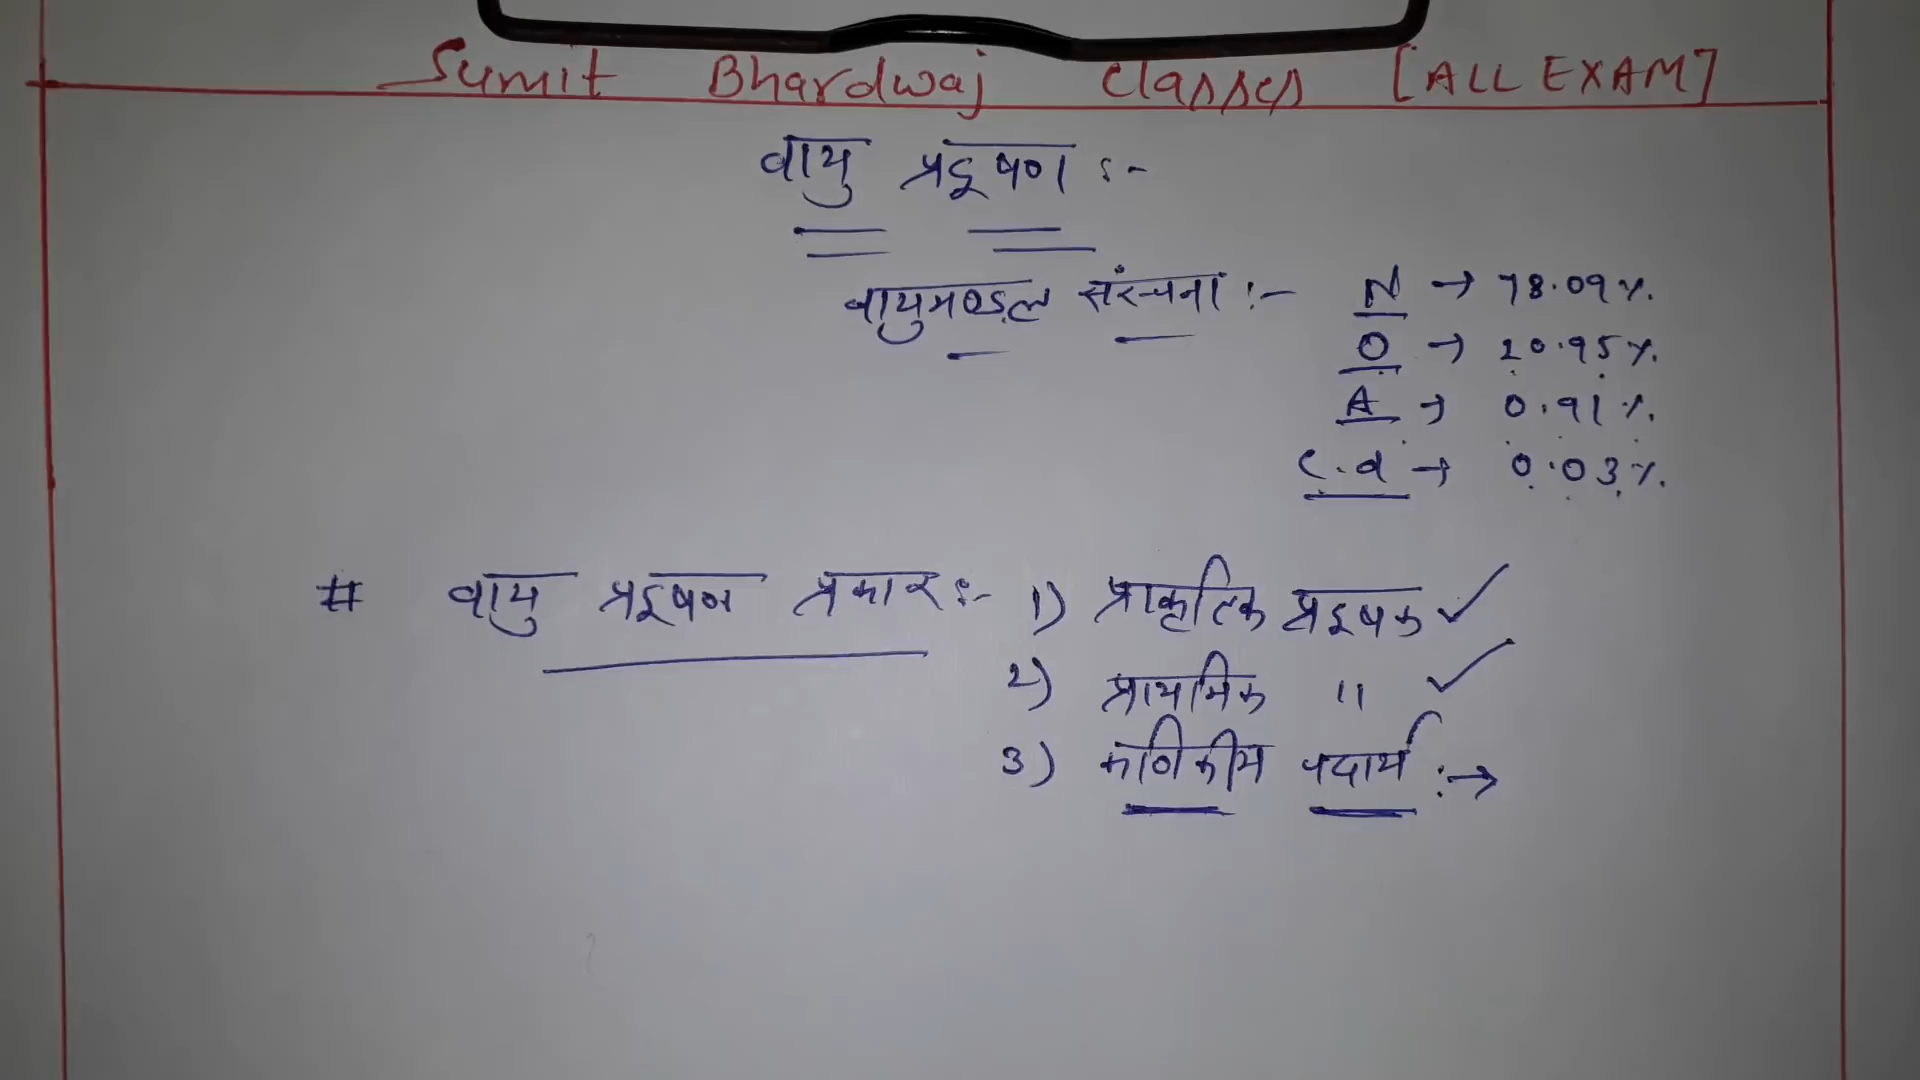 Sumit Bhardwaj Classes [ALL EXAM]
वायु प्रदूषण :-
वायुमण्डल संरचना :- N → 78.09%.
O → 20.95%.
A → 0.91%.
C.d → 0.03%.
# वायु प्रदूषण प्रकार :- 1) प्राकृतिक प्रदूषक ✓
2) प्राथमिक " ✓
3) कणिकीय पदार्थ :→